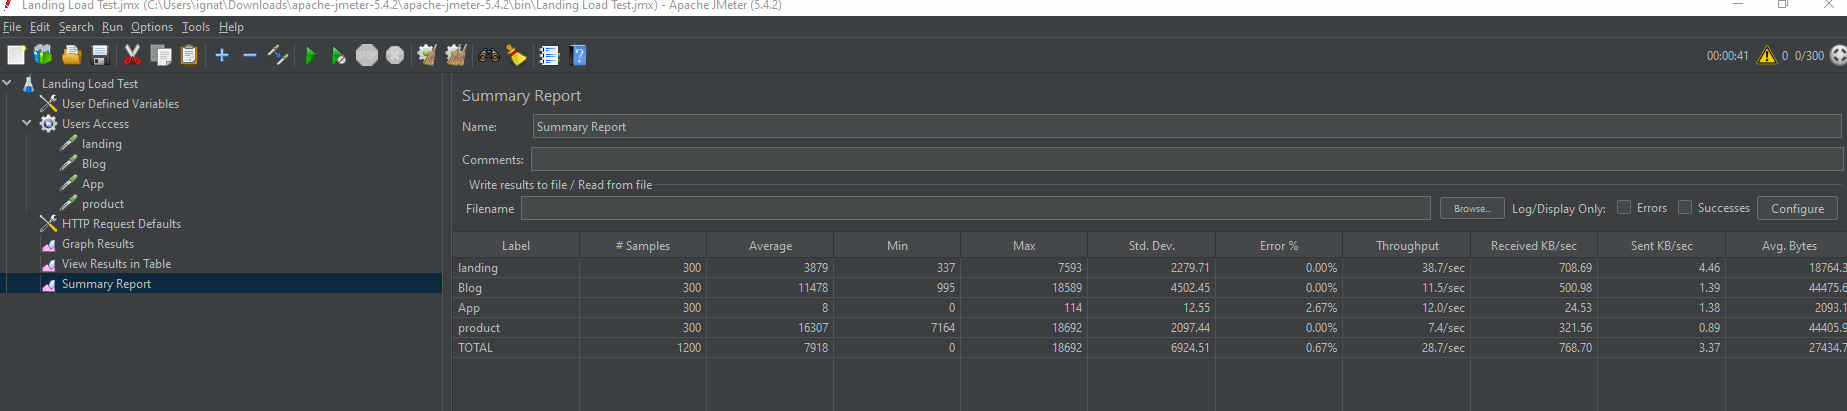 Landing Load Test.jmx (C:\Users\ignat\Downloads\apache-jmeter-5.4.2\apache-jmeter-5.4.2\bin\Landing Load Test.jmx) - Apache JMeter (5.4.2)
File Edit Search Run Options Tools Help
00:00:41 0 0/300
Landing Load Test
User Defined Variables
Users Access
landing
Blog
App
product
HTTP Request Defaults
Graph Results
View Results in Table
Summary Report
Summary Report
Name: Summary Report
Comments:
Write results to file / Read from file
Filename Browse... Log/Display Only: Errors Successes Configure
Label # Samples Average Min Max Std. Dev. Error % Throughput Received KB/sec Sent KB/sec Avg. Bytes
landing 300 3879 337 7593 2279.71 0.00% 38.7/sec 708.69 4.46 18764.3
Blog 300 11478 995 18589 4502.45 0.00% 11.5/sec 500.98 1.39 44475.6
App 300 8 0 114 12.55 2.67% 12.0/sec 24.53 1.38 2093.1
product 300 16307 7164 18692 2097.44 0.00% 7.4/sec 321.56 0.89 44405.9
TOTAL 1200 7918 0 18692 6924.51 0.67% 28.7/sec 768.70 3.37 27434.7